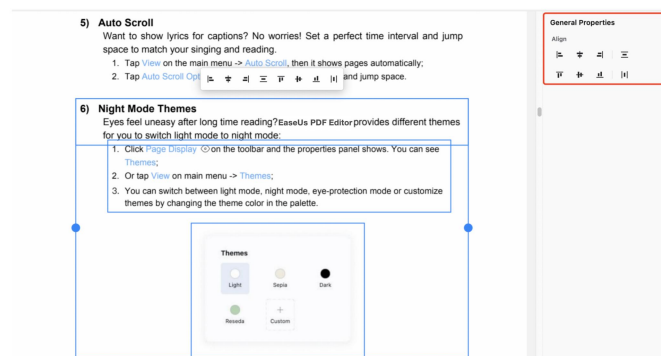 5) Auto Scroll
Want to show lyrics for captions? No worries! Set a perfect time interval and jump
space to match your singing and reading.
1. Tap View on the main menu -> Auto Scroll, then it shows pages automatically;
2. Tap Auto Scroll Opt and jump space.
6) Night Mode Themes
Eyes feel uneasy after long time reading?EaseUs PDF Editor provides different themes
for you to switch light mode to night mode:
1. Click Page Display on the toolbar and the properties panel shows. You can see
Themes;
2. Or tap View on main menu -> Themes;
3. You can switch between light mode, night mode, eye-protection mode or customize
themes by changing the theme color in the palette.
Themes
Light Sepia Dark
Reseda Custom
General Properties
Align